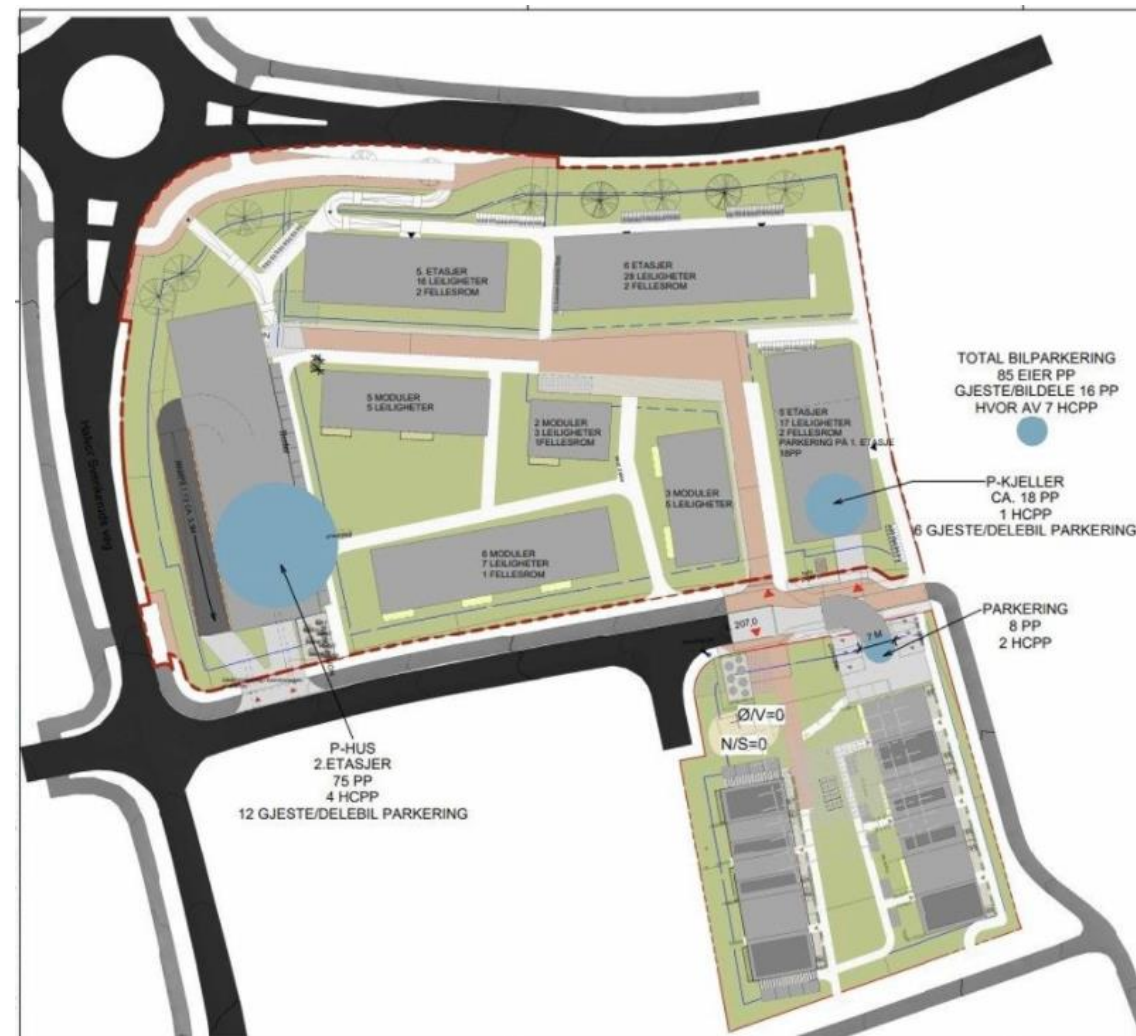 5. ETASJER
16 LEILIGHETER
2 FELLESROM
6 ETASJER
28 LEILIGHETER
2 FELLESROM
5 MODULER
5 LEILIGHETER
2 MODULER
3 LEILIGHETER
1FELLESROM
5 ETASJER
17 LEILIGHETER
2 FELLESROM
PARKERING PÅ 1. ETASJE
18PP
3 MODULER
6 MODULER
7 LEILIGHETER
1 FELLESROM
TOTAL BILPARKERING
85 EIER PP
GJESTE/BILDELE 16 PP
HVOR AV 7 HCPP
P-KJELLER
CA. 18 PP
1 HCPP
6 GJESTE/DELEBIL PARKERING
PARKERING
8 PP
2 HCPP
207,0
7 M
Ø/V=0
N/S=0
P-HUS
2.ETASJER
75 PP
4 HCPP
12 GJESTE/DELEBIL PARKERING